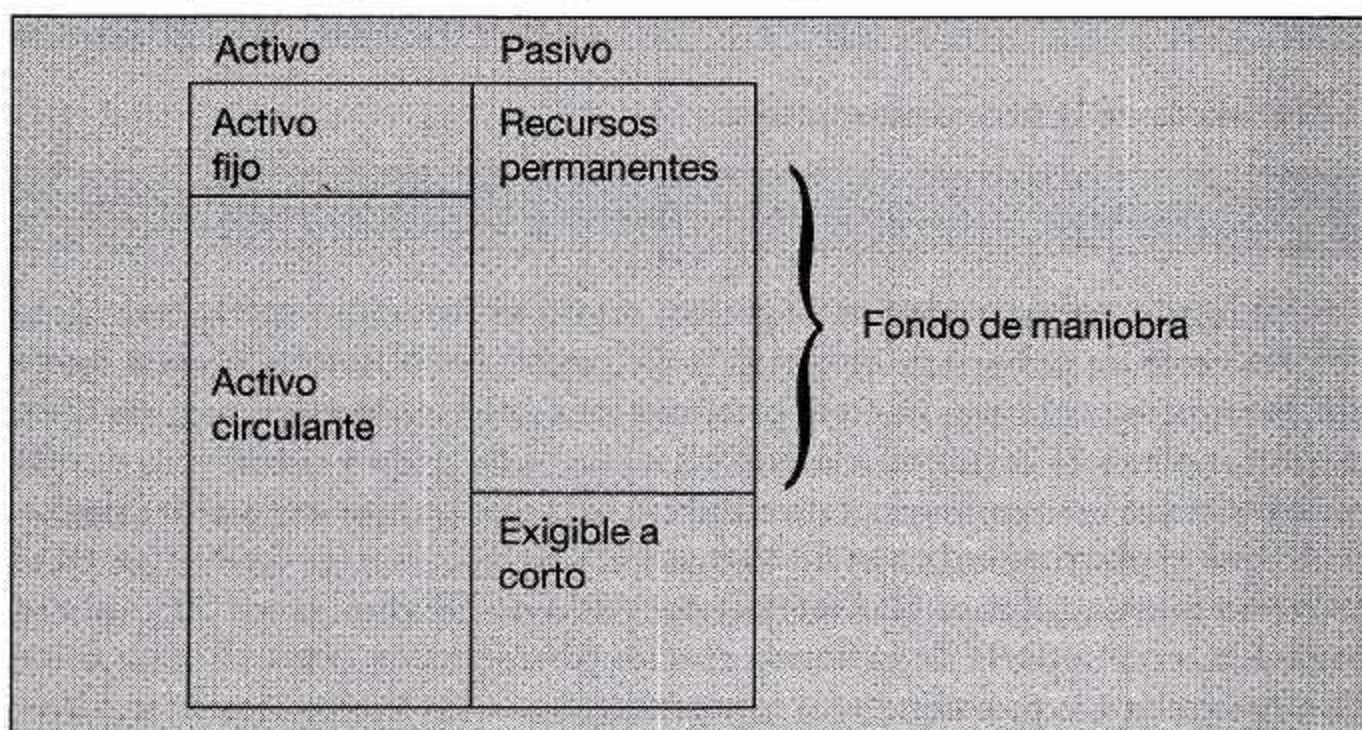 Activo
Pasivo
Activo
fijo
Recursos
permanentes
Fondo de maniobra
Activo
circulante
Exigible a
corto